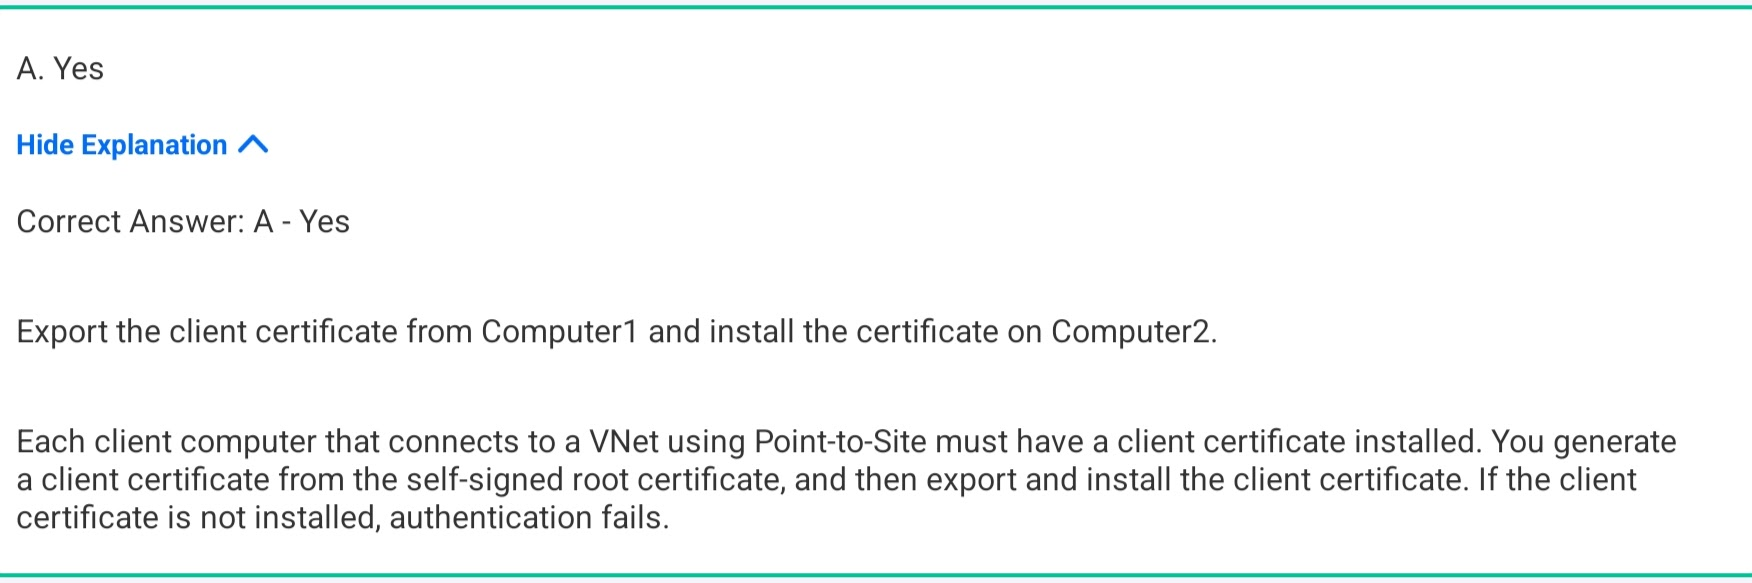 A. Yes
Hide Explanation
Correct Answer: A - Yes
Export the client certificate from Computer1 and install the certificate on Computer2.
Each client computer that connects to a VNet using Point-to-Site must have a client certificate installed. You generate
a client certificate from the self-signed root certificate, and then export and install the client certificate. If the client
certificate is not installed, authentication fails.